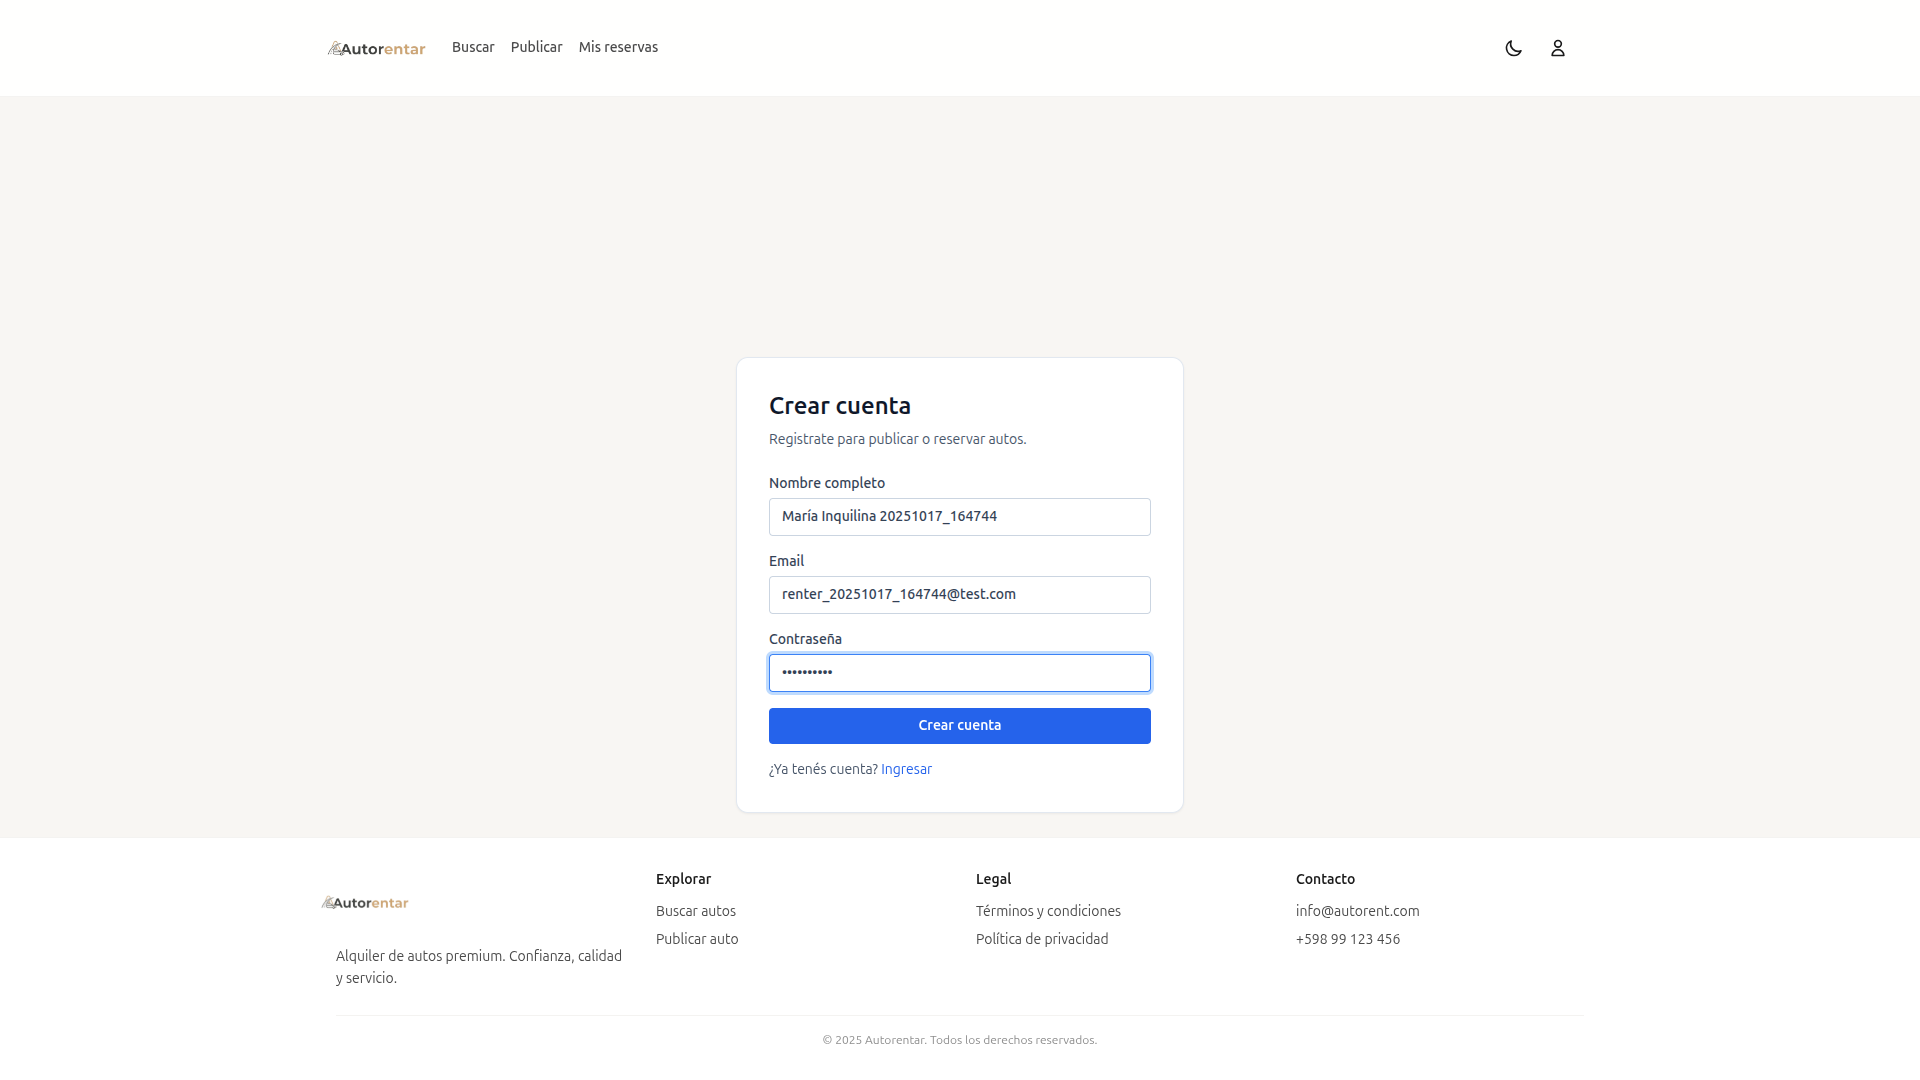 Autorentar
Buscar
Publicar
Mis reservas
Crear cuenta
Registrate para publicar o reservar autos.
Nombre completo
María Inquilina 20251017_164744
Email
renter_20251017_164744@test.com
Contraseña
••••••••••
Crear cuenta
¿Ya tenés cuenta? Ingresar
Autorentar
Alquiler de autos premium. Confianza, calidad
y servicio.
Explorar
Buscar autos
Publicar auto
Legal
Términos y condiciones
Política de privacidad
Contacto
info@autorent.com
+598 99 123 456
© 2025 Autorentar. Todos los derechos reservados.